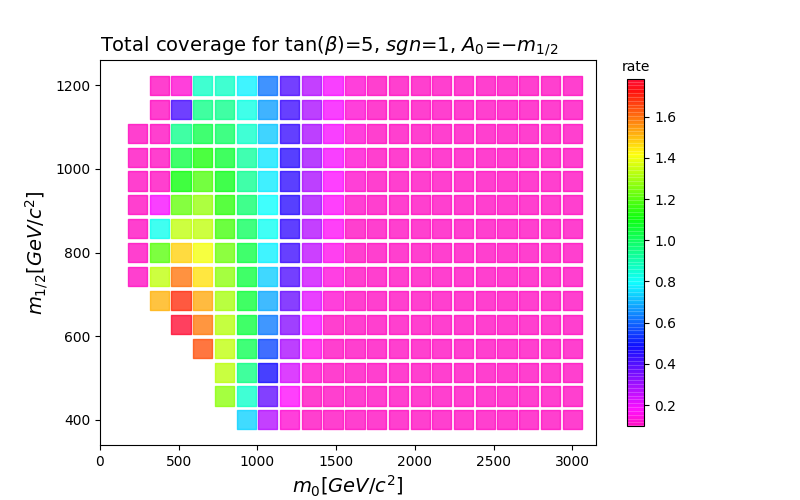 Total coverage for tan(β)=5, sgn=1, A₀=−m₁/₂
rate
1200
1000
800
600
400
m₁/₂[GeV/c²]
1.6
1.4
1.2
1.0
0.8
0.6
0.4
0.2
0 500 1000 1500 2000 2500 3000
m₀[GeV/c²]